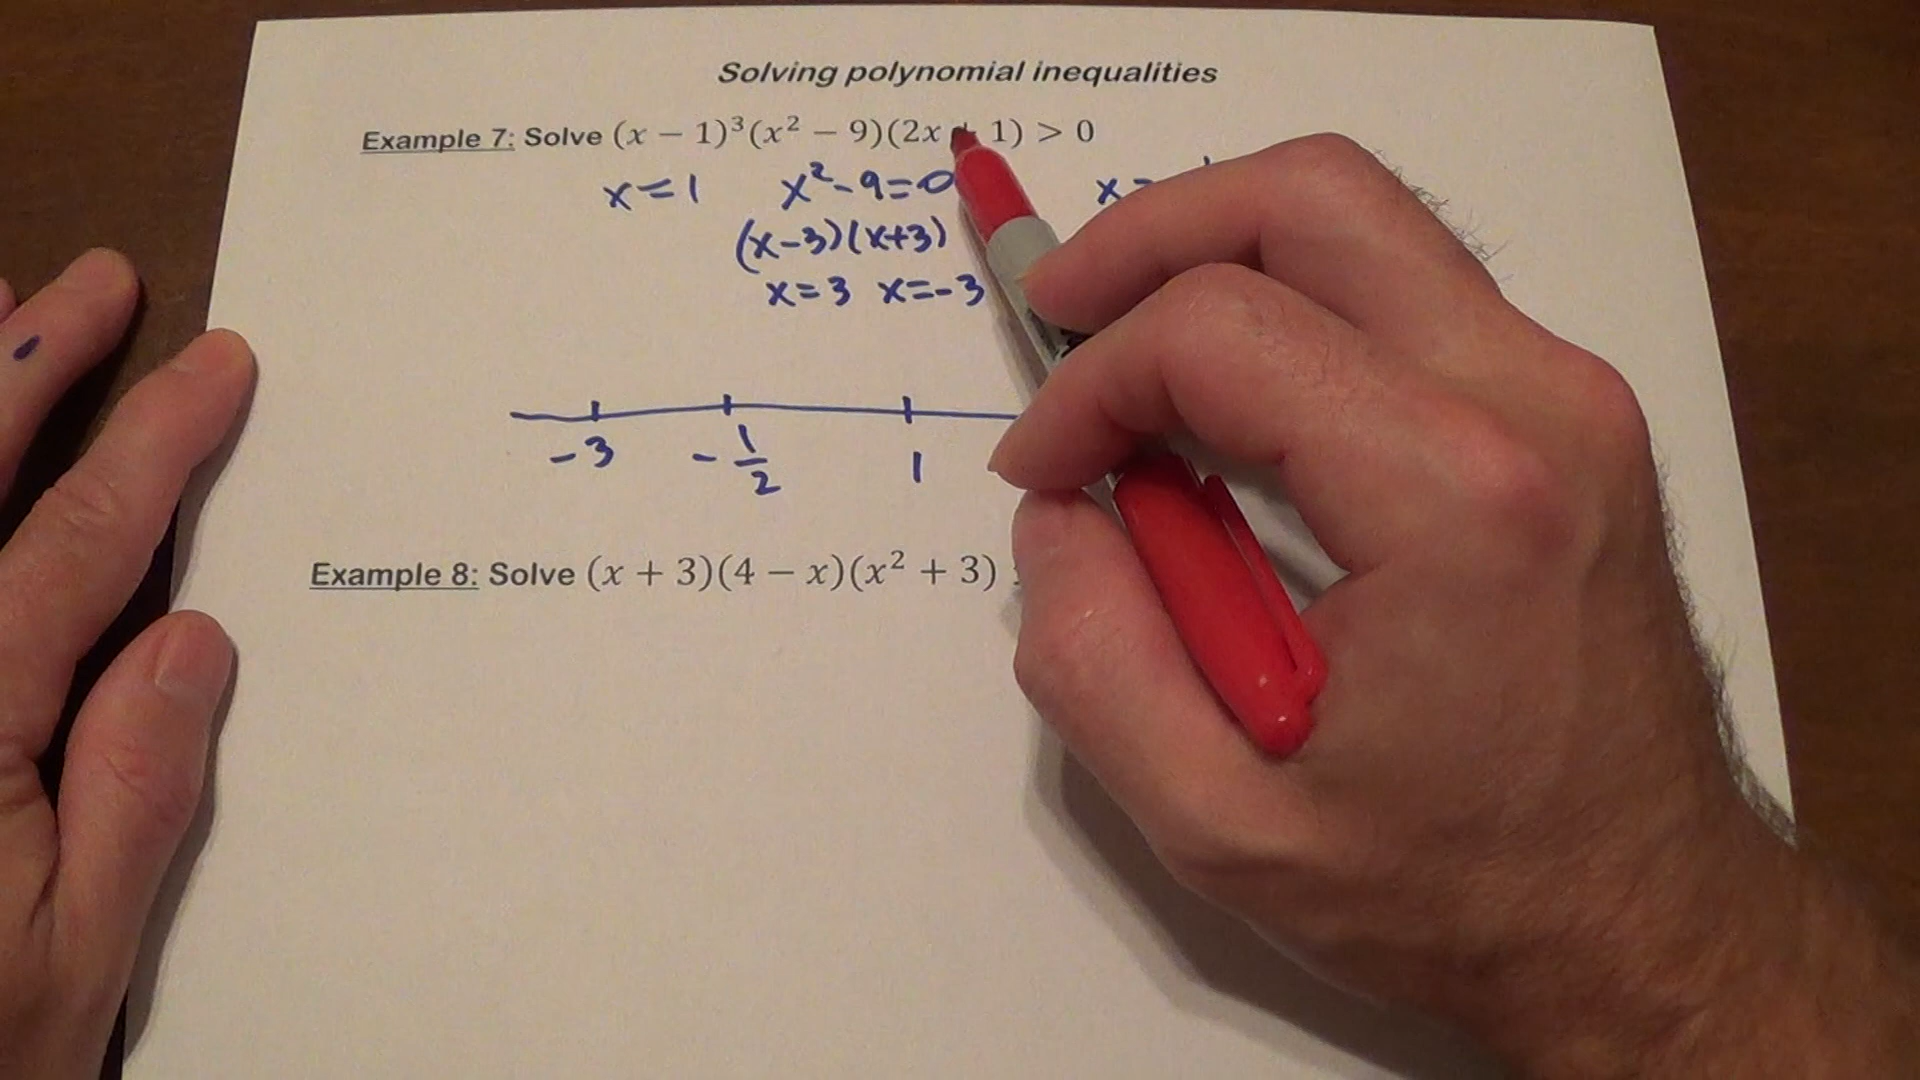 Solving polynomial inequalities
Example 7: Solve (x − 1)³(x² − 9)(2x + 1) > 0
x = 1 x² - 9 = 0 x =
(x-3)(x+3)
x = 3 x = -3
-3 -1/2 1
Example 8: Solve (x + 3)(4 − x)(x² + 3)